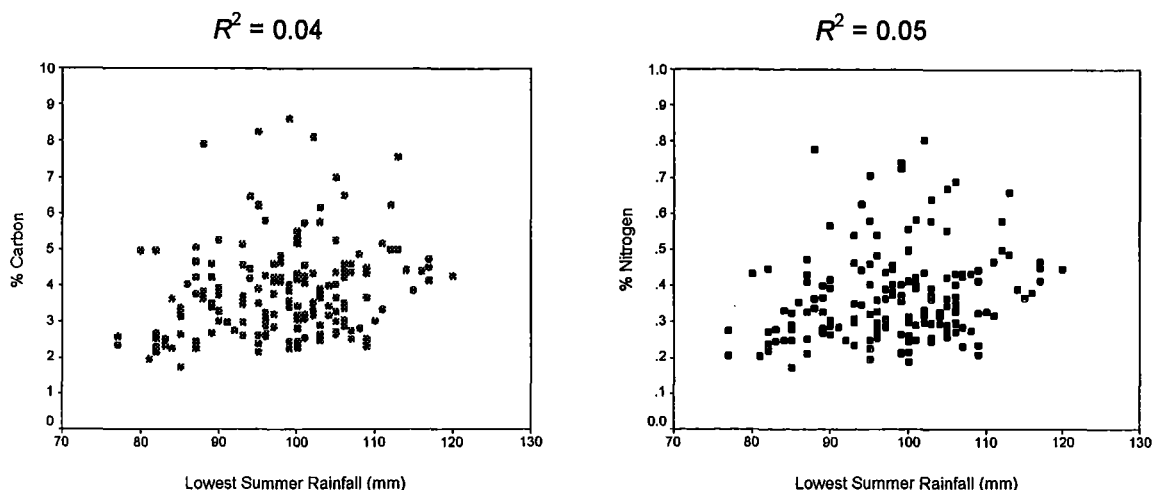 R² = 0.04
10
9
8
7
6
5
4
3
2
1
0
% Carbon
70 80 90 100 110 120 130
Lowest Summer Rainfall (mm)
R² = 0.05
1.0
.9
.8
.7
.6
.5
.4
.3
.2
.1
0.0
% Nitrogen
70 80 90 100 110 120 130
Lowest Summer Rainfall (mm)